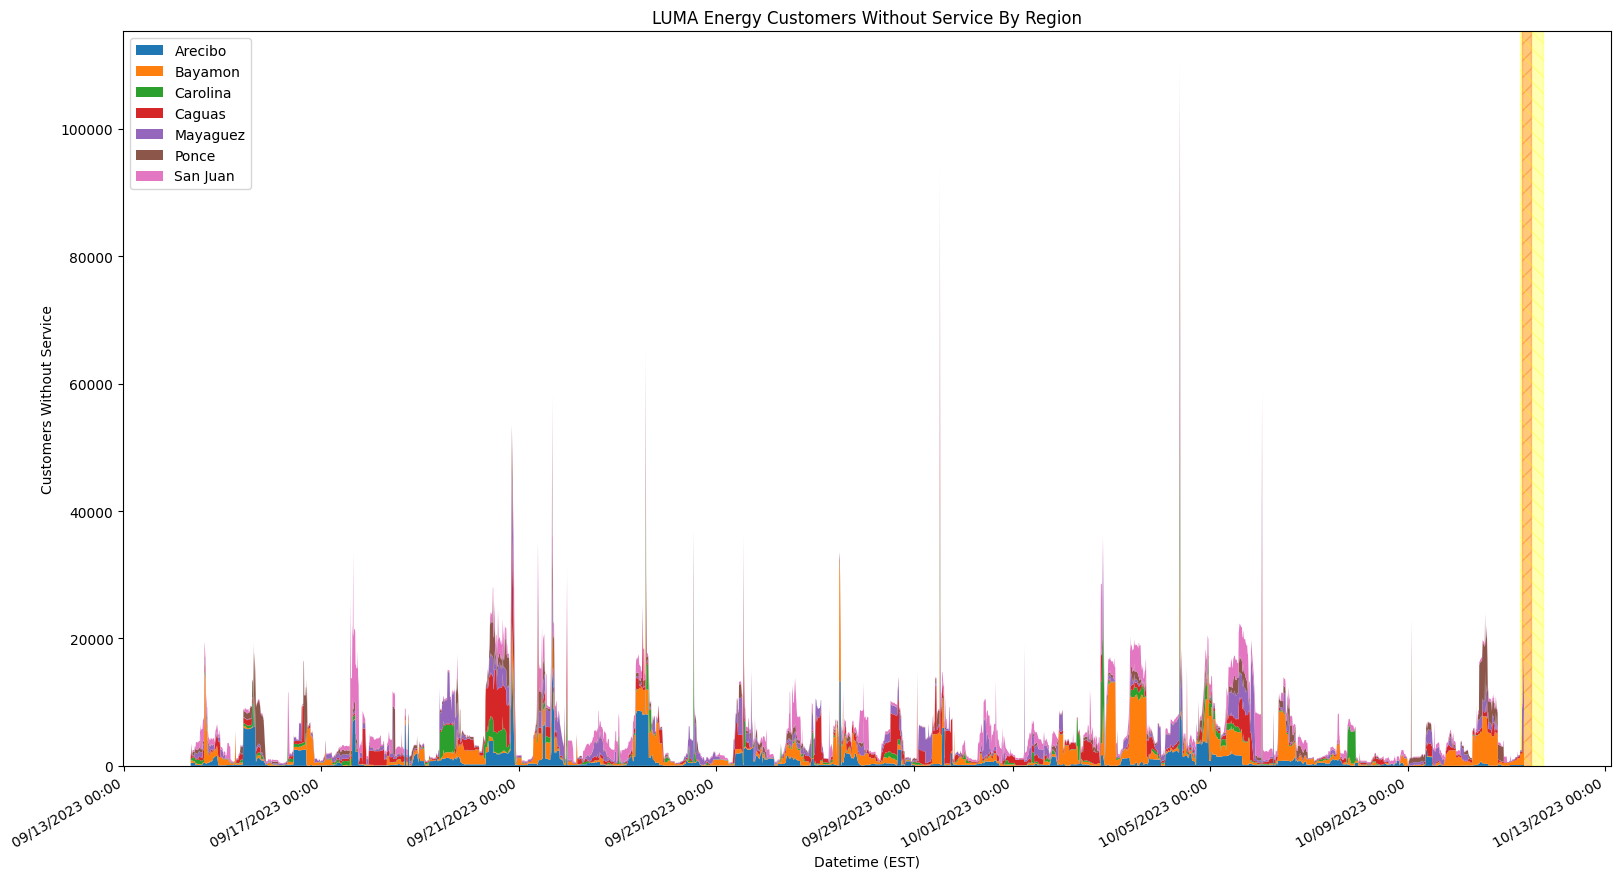 LUMA Energy Customers Without Service By Region
Arecibo
Bayamon
Carolina
Caguas
Mayaguez
Ponce
San Juan
100000
80000
60000
40000
20000
0
Customers Without Service
09/13/2023 00:00
09/17/2023 00:00
09/21/2023 00:00
09/25/2023 00:00
09/29/2023 00:00
10/01/2023 00:00
10/05/2023 00:00
10/09/2023 00:00
10/13/2023 00:00
Datetime (EST)